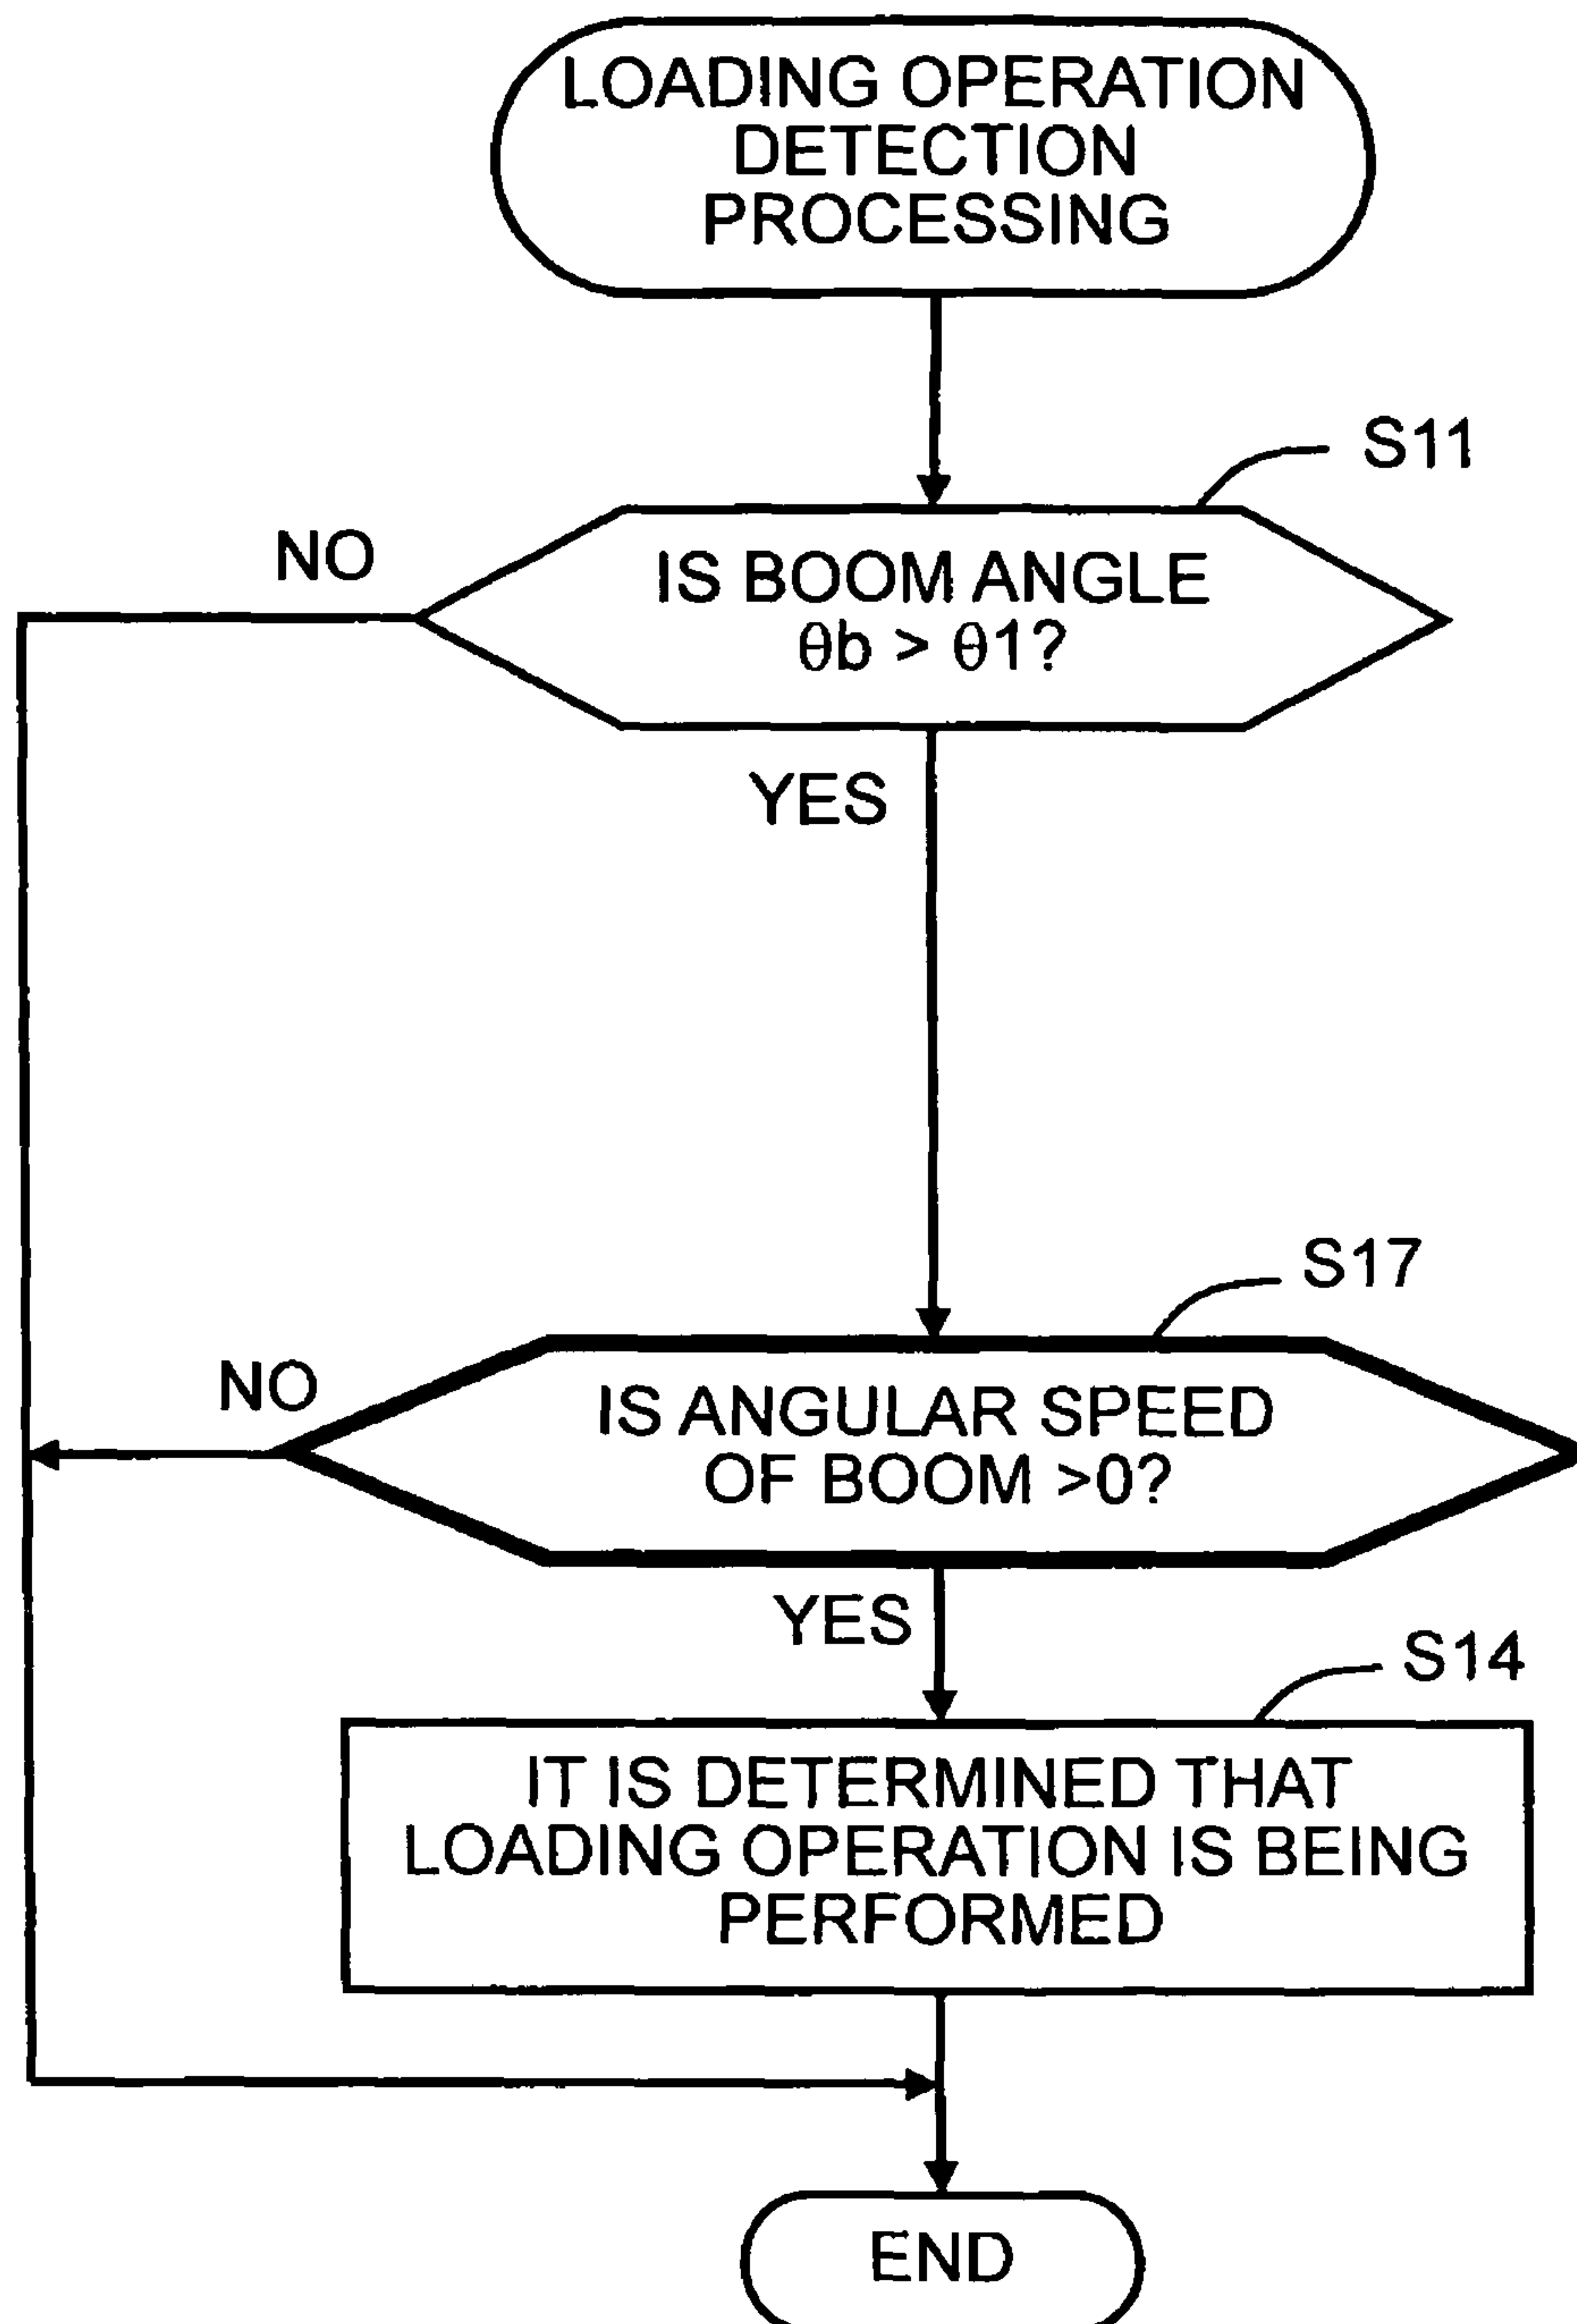 LOADING OPERATION
DETECTION
PROCESSING
S11
NO
IS BOOM ANGLE
θb > θ1?
YES
S17
NO
IS ANGULAR SPEED
OF BOOM >0?
YES
S14
IT IS DETERMINED THAT
LOADING OPERATION IS BEING
PERFORMED
END